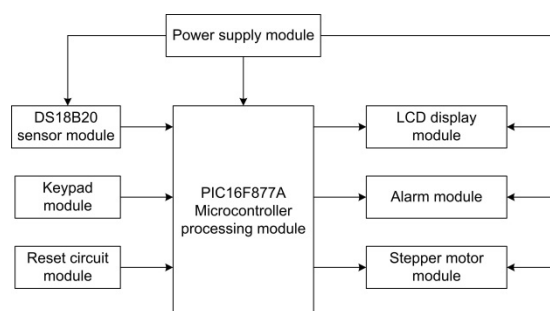 Power supply module
DS18B20
sensor module
LCD display
module
Keypad
module
PIC16F877A
Microcontroller
processing module
Alarm module
Reset circuit
module
Stepper motor
module